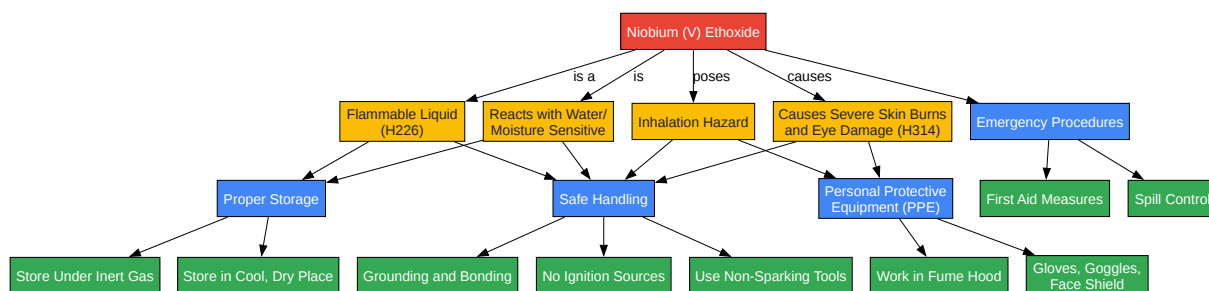 Niobium (V) Ethoxide
is a
is
poses
causes
Flammable Liquid
(H226)
Reacts with Water/
Moisture Sensitive
Inhalation Hazard
Causes Severe Skin Burns
and Eye Damage (H314)
Emergency Procedures
Proper Storage
Safe Handling
Personal Protective
Equipment (PPE)
First Aid Measures
Spill Control
Store Under Inert Gas
Store in Cool, Dry Place
Grounding and Bonding
No Ignition Sources
Use Non-Sparking Tools
Work in Fume Hood
Gloves, Goggles,
Face Shield